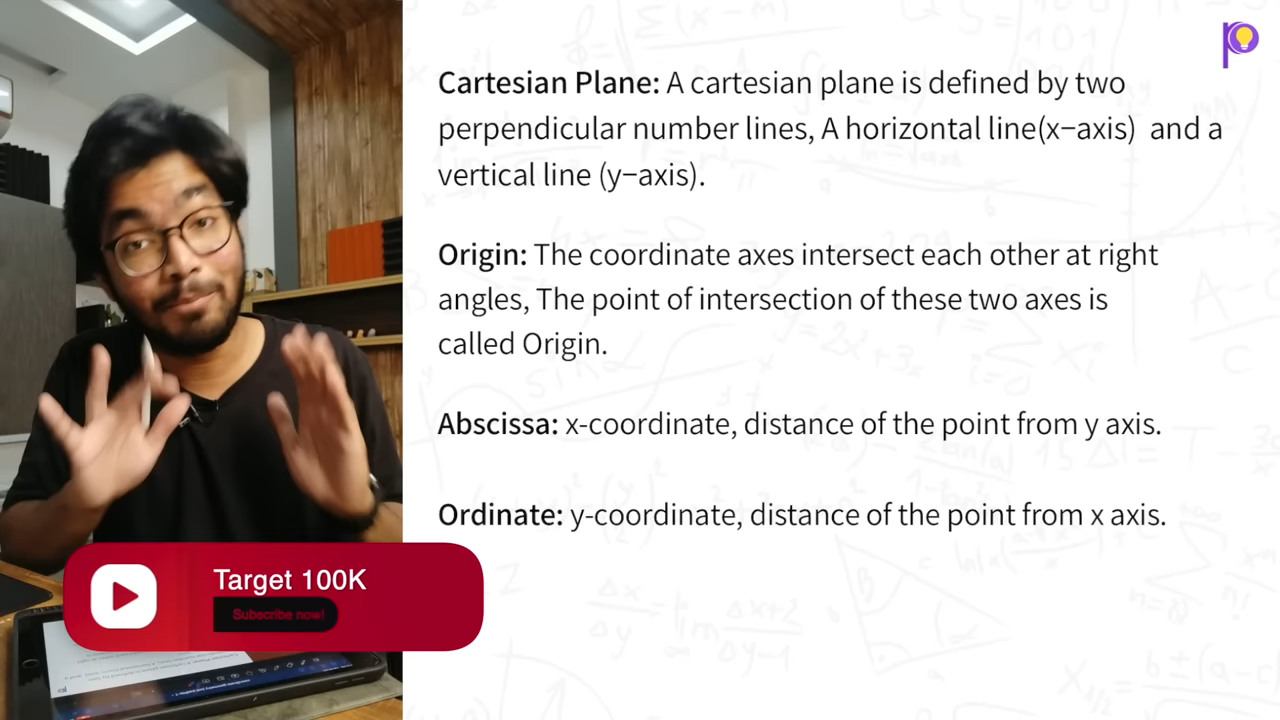 Cartesian Plane: A cartesian plane is defined by two
perpendicular number lines, A horizontal line(x−axis) and a
vertical line (y−axis).
Origin: The coordinate axes intersect each other at right
angles, The point of intersection of these two axes is
called Origin.
Abscissa: x-coordinate, distance of the point from y axis.
Ordinate: y-coordinate, distance of the point from x axis.
Target 100K
Subscribe now!